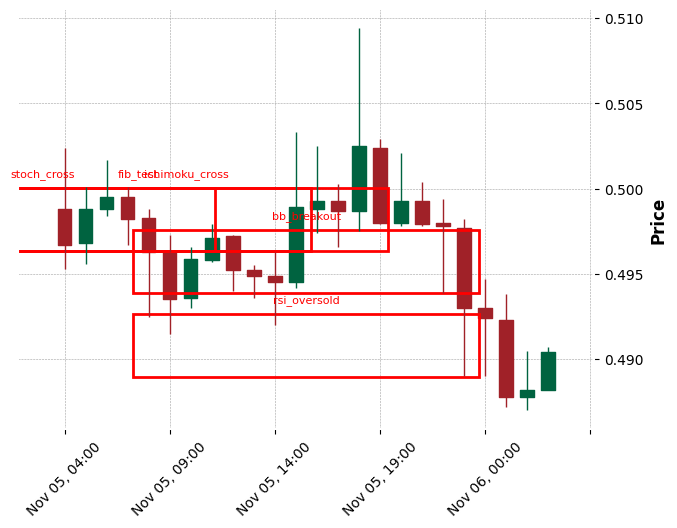 0.510
0.505
stoch_cross
fib_test
ichimoku_cross
0.500
bb_breakout
Price
0.495
rsi_oversold
0.490
Nov 05, 04:00
Nov 05, 09:00
Nov 05, 14:00
Nov 05, 19:00
Nov 06, 00:00